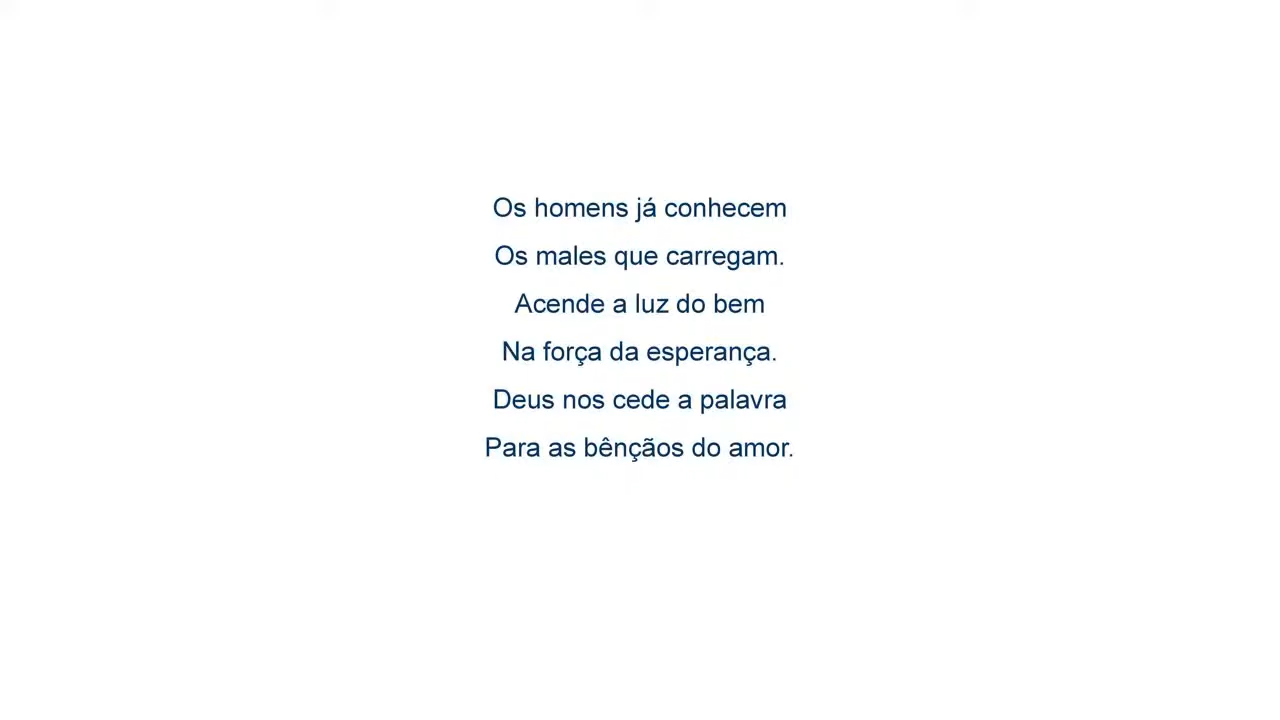 Os homens já conhecem
Os males que carregam.
Acende a luz do bem
Na força da esperança.
Deus nos cede a palavra
Para as bênçãos do amor.